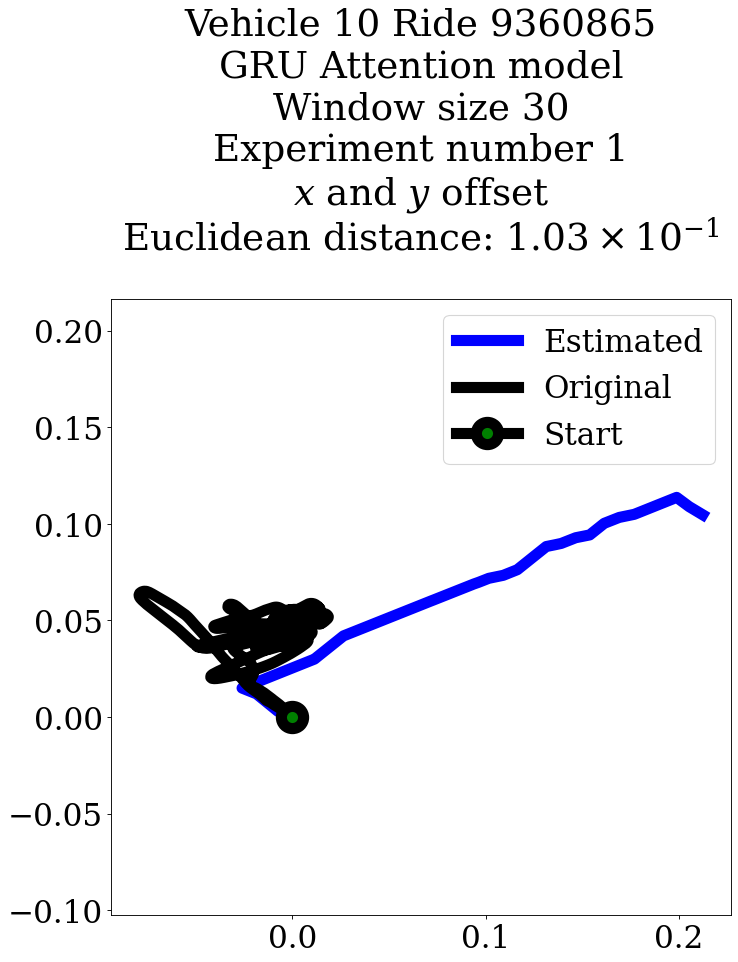 Vehicle 10 Ride 9360865
GRU Attention model
Window size 30
Experiment number 1
x and y offset
Euclidean distance: 1.03 × 10⁻¹
Estimated
Original
Start
0.20
0.15
0.10
0.05
0.00
−0.05
−0.10
0.0 0.1 0.2